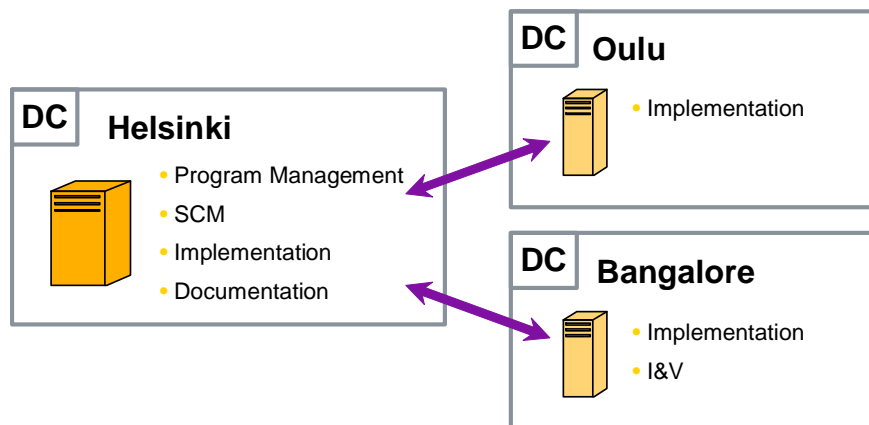 DC
Helsinki
• Program Management
• SCM
• Implementation
• Documentation
DC
Oulu
• Implementation
DC
Bangalore
• Implementation
• I&V